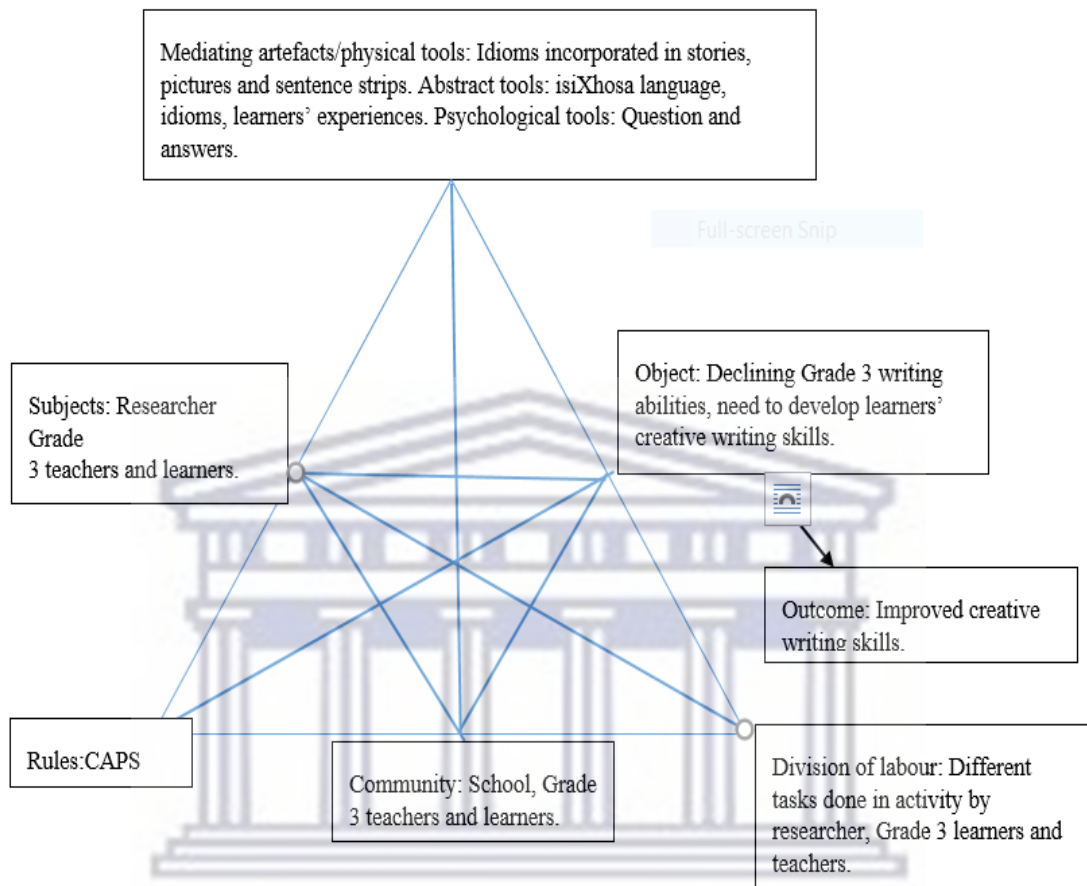 Mediating artefacts/physical tools: Idioms incorporated in stories,
pictures and sentence strips. Abstract tools: isiXhosa language,
idioms, learners’ experiences. Psychological tools: Question and
answers.
Full-screen Snip
Object: Declining Grade 3 writing
abilities, need to develop learners’
creative writing skills.
Subjects: Researcher
Grade
3 teachers and learners.
Outcome: Improved creative
writing skills.
Rules:CAPS
Community: School, Grade
3 teachers and learners.
Division of labour: Different
tasks done in activity by
researcher, Grade 3 learners and
teachers.